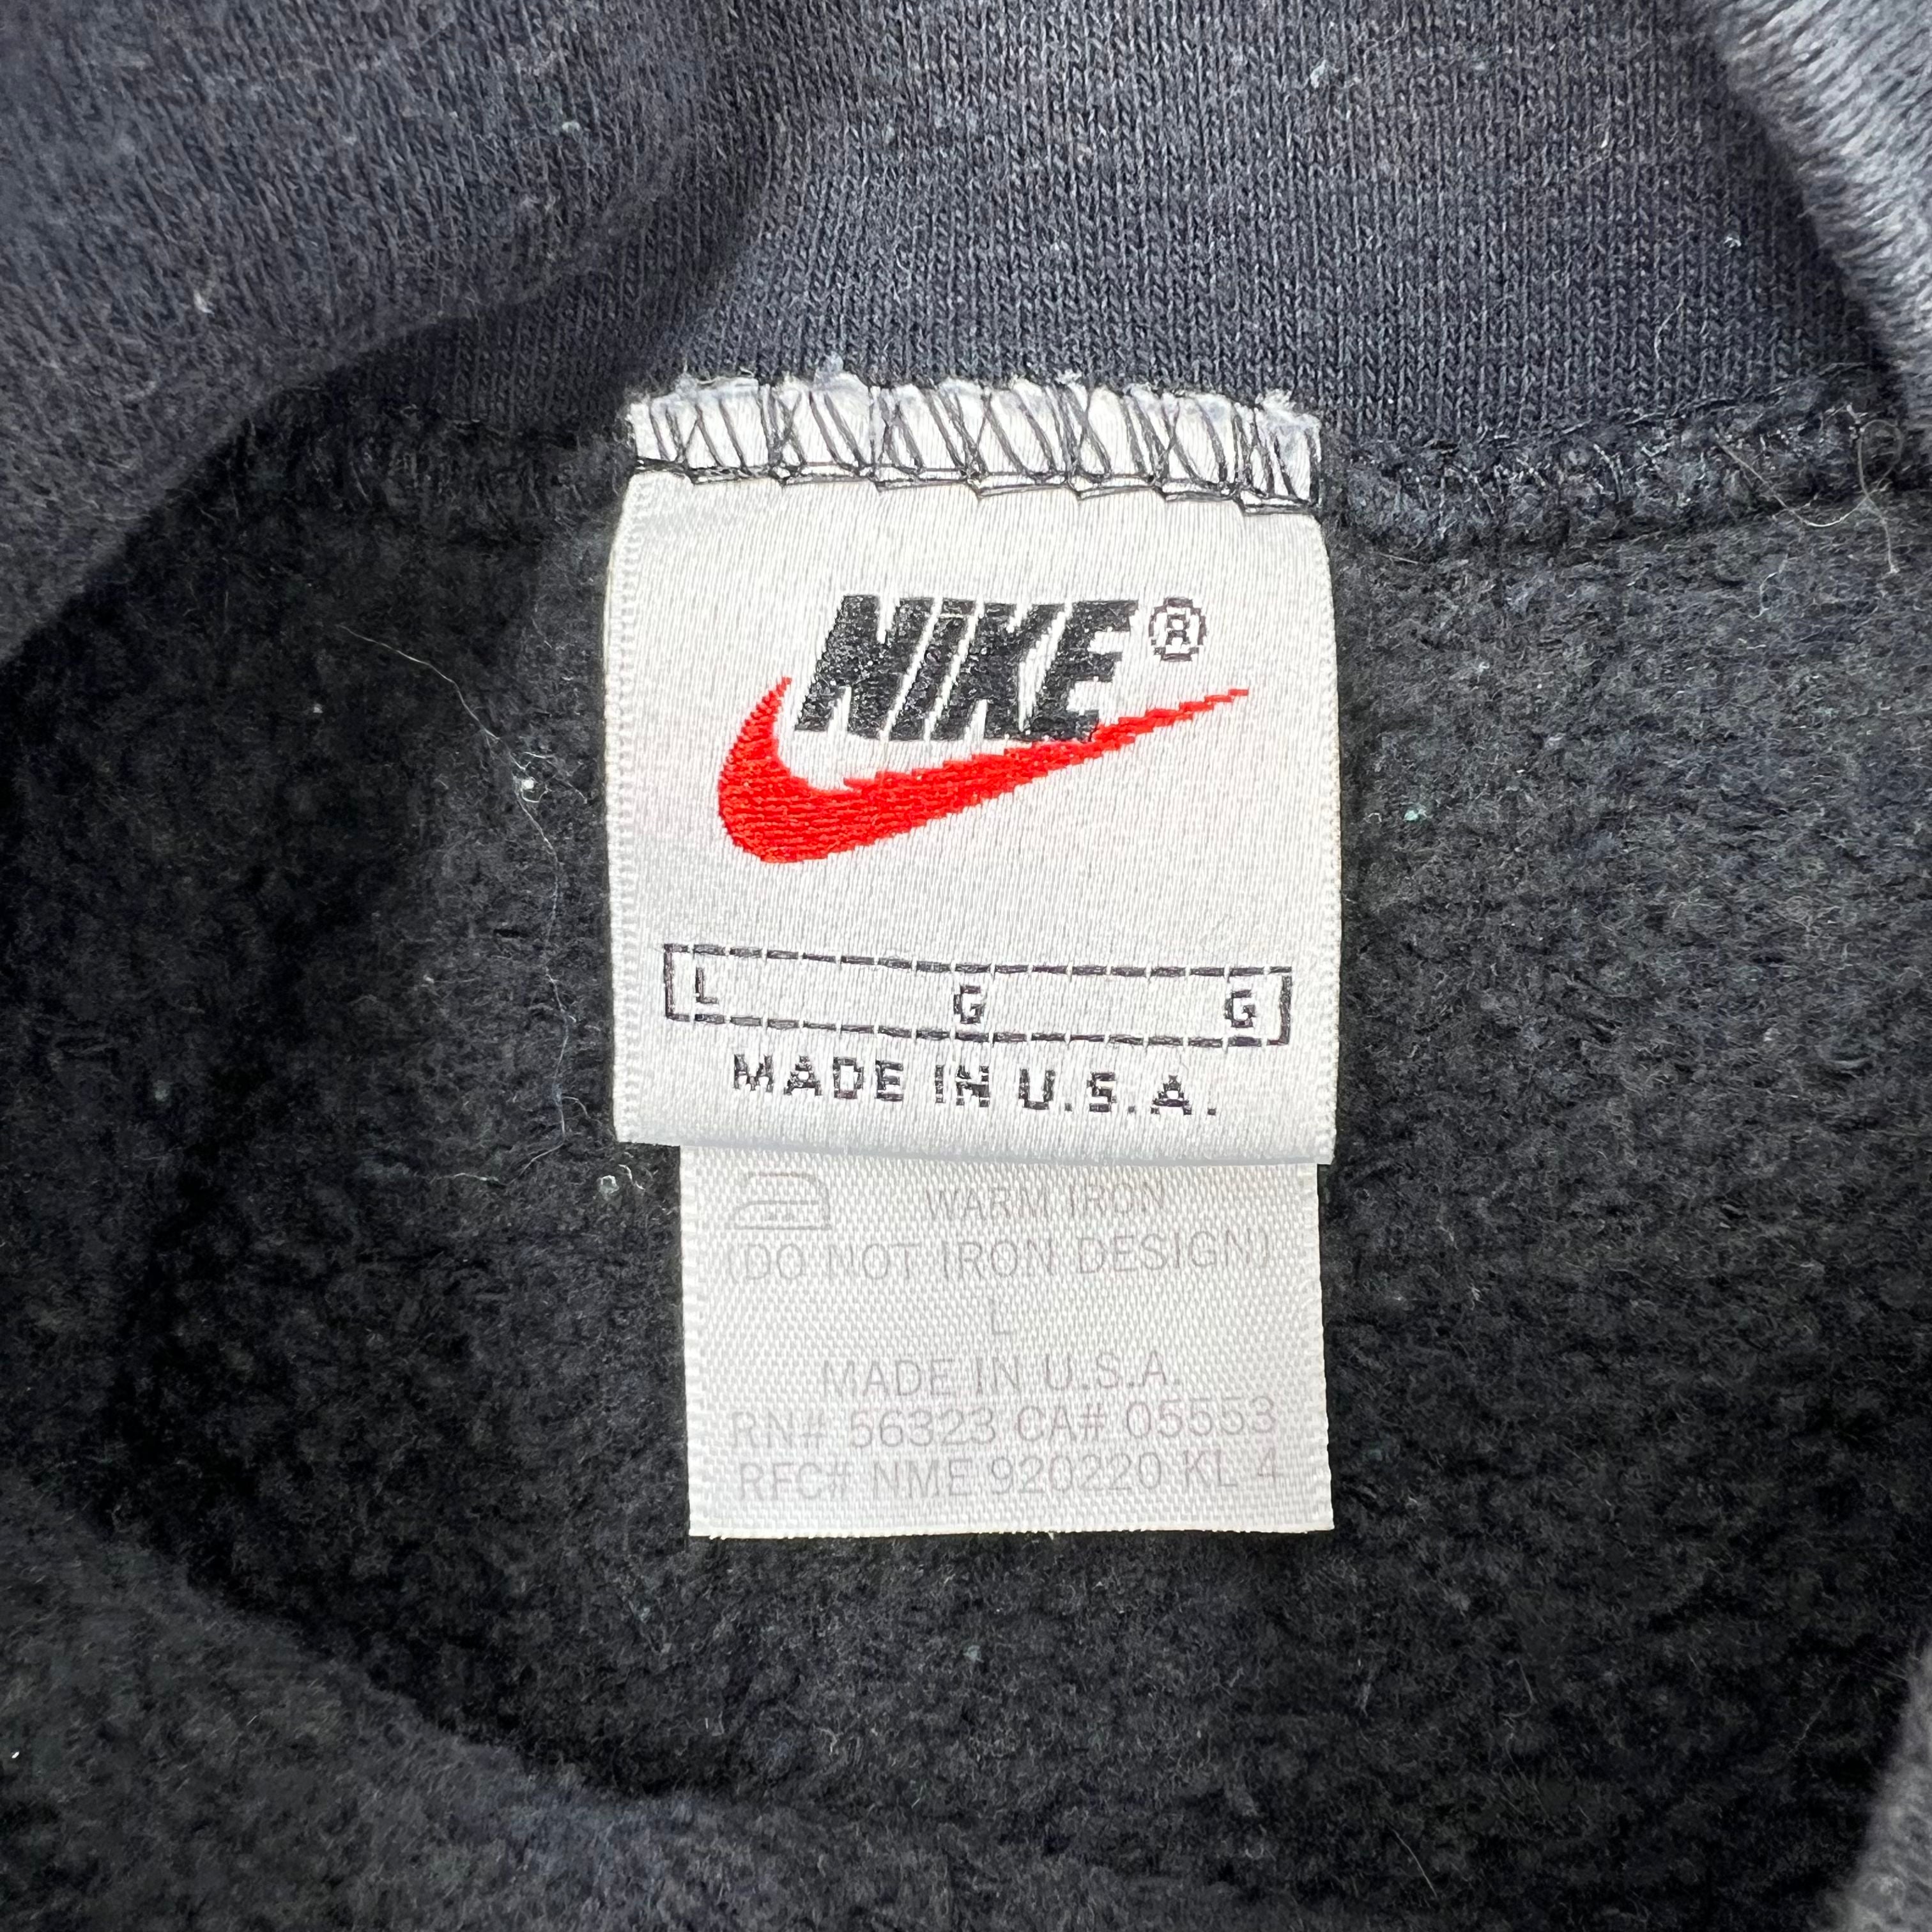 NIKE®
L G G
MADE IN U.S.A.
WARM IRON
(DO NOT IRON DESIGN)
L
MADE IN U.S.A.
RN# 56323 CA# 05553
RFC# NME 920220 KL 4